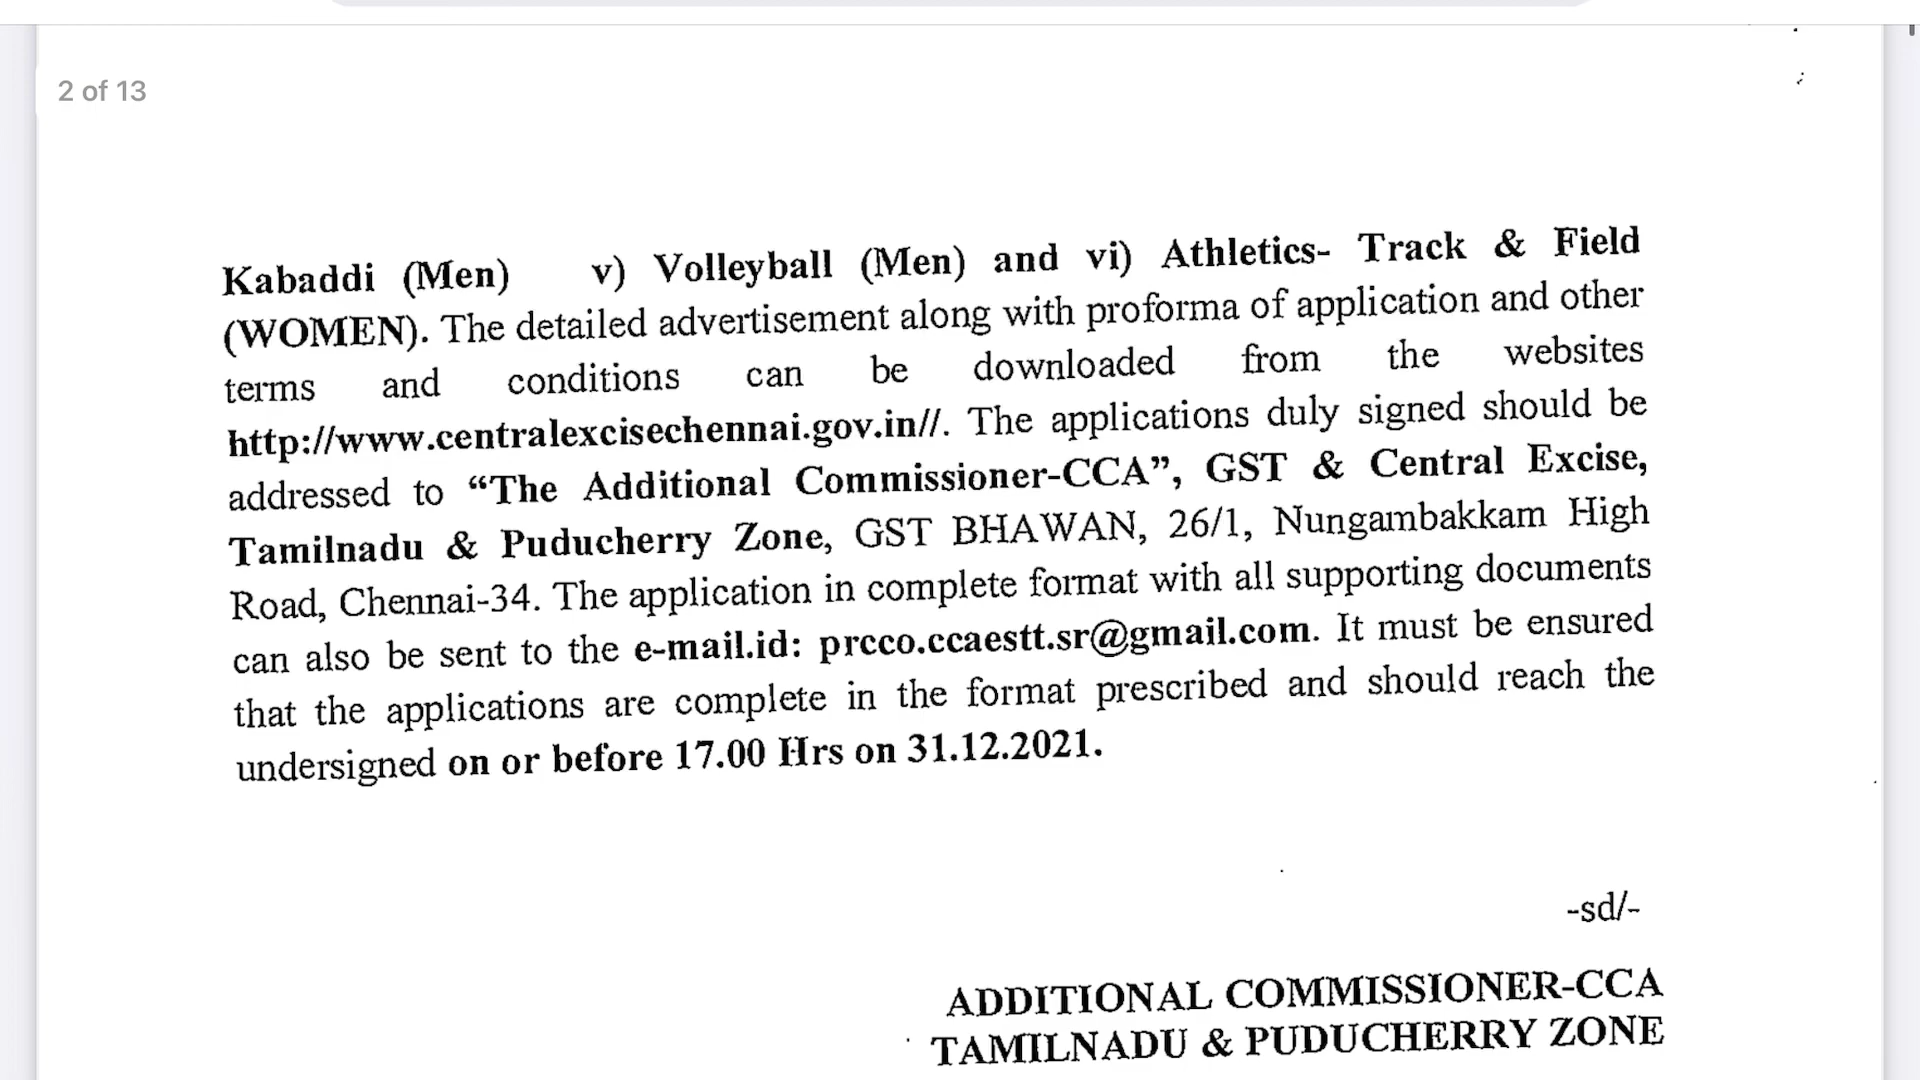 2 of 13
Kabaddi (Men) v) Volleyball (Men) and vi) Athletics- Track & Field
(WOMEN). The detailed advertisement along with proforma of application and other
terms and conditions can be downloaded from the websites
http://www.centralexcisechennai.gov.in//. The applications duly signed should be
addressed to “The Additional Commissioner-CCA”, GST & Central Excise,
Tamilnadu & Puducherry Zone, GST BHAWAN, 26/1, Nungambakkam High
Road, Chennai-34. The application in complete format with all supporting documents
can also be sent to the e-mail.id: prcco.ccaestt.sr@gmail.com. It must be ensured
that the applications are complete in the format prescribed and should reach the
undersigned on or before 17.00 Hrs on 31.12.2021.
-sd/-
ADDITIONAL COMMISSIONER-CCA
TAMILNADU & PUDUCHERRY ZONE